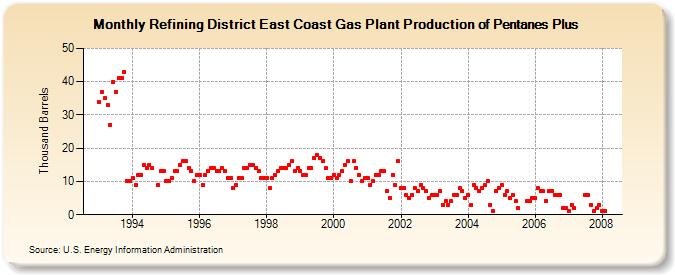 Monthly Refining District East Coast Gas Plant Production of Pentanes Plus
Thousand Barrels
50
40
30
20
10
0
1994 1996 1998 2000 2002 2004 2006 2008
Source: U.S. Energy Information Administration